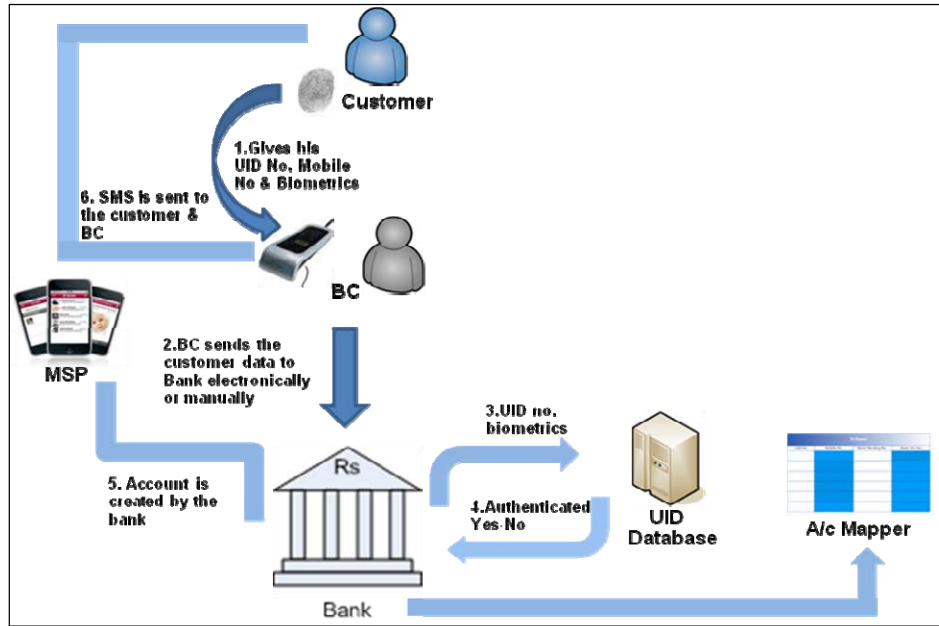 Customer
1.Gives his
UID No, Mobile
No & Biometrics
6. SMS is sent to
the customer &
BC
BC
MSP
2.BC sends the
customer data to
Bank electronically
or manually
3.UID no,
biometrics
Rs
4.Authenticated
Yes-No
5. Account is
created by the
bank
UID
Database
A/c Mapper
Bank